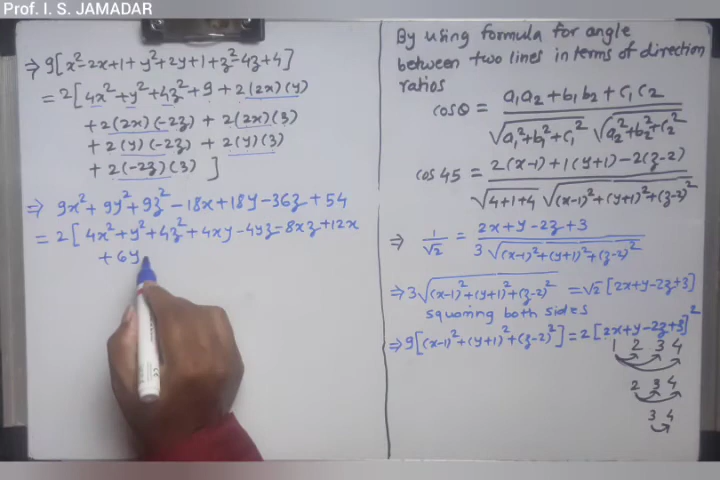 Prof. I. S. JAMADAR
⇒ 9[x²-2x+1+y²+2y+1+z²-4z+4]
= 2[4x²+y²+4z²+9+2(2x)(y)
+2(2x)(-2z)+2(2x)(3)
+2(y)(-2z)+2(y)(3)
+2(-2z)(3)]
⇒ 9x²+9y²+9z²-18x+18y-36z+54
= 2[4x²+y²+4z²+4xy-4yz-8xz+12x
+6y
By using formula for angle
between two lines in terms of direction
ratios
cosθ = (a₁a₂+b₁b₂+c₁c₂) / (√(a₁²+b₁²+c₁²) √(a₂²+b₂²+c₂²))
cos 45 = (2(x-1)+1(y+1)-2(z-2)) / (√(4+1+4) √((x-1)²+(y+1)²+(z-2)²))
⇒ 1/√2 = (2x+y-2z+3) / (3√((x-1)²+(y+1)²+(z-2)²))
⇒ 3√((x-1)²+(y+1)²+(z-2)²) = √2 [2x+y-2z+3]
squaring both sides
⇒ 9[(x-1)²+(y+1)²+(z-2)²] = 2[2x+y-2z+3]²
1 2 3 4
2 3 4
3 4